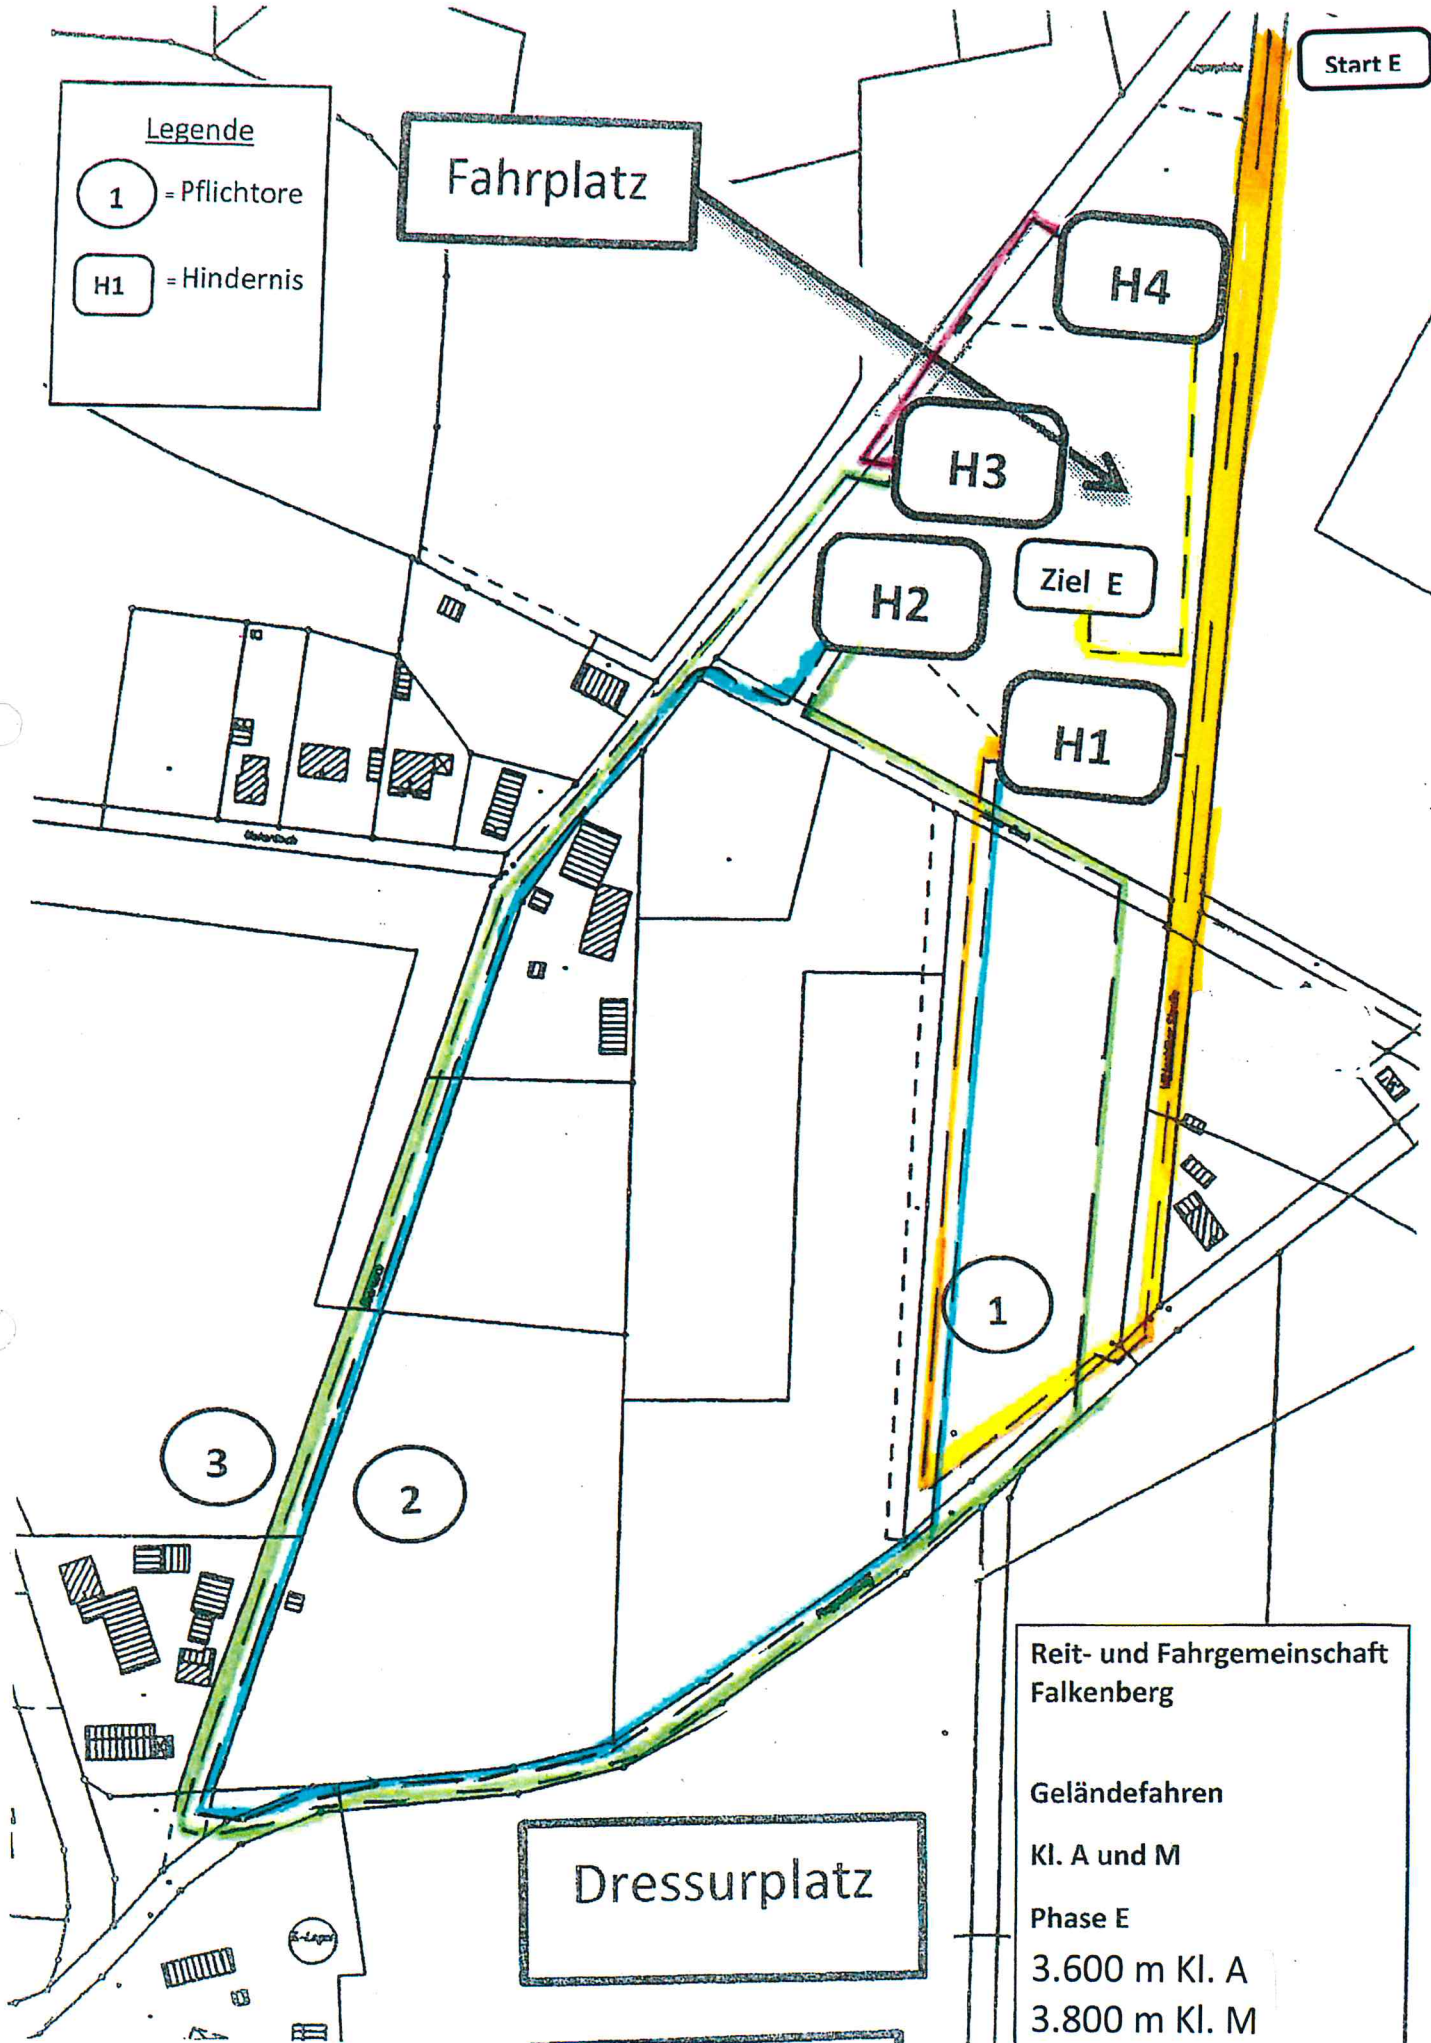 Start E
Legende
1 = Pflichtore
H1 = Hindernis
Fahrplatz
H4
H3
H2
Ziel E
H1
1
3
2
Reit- und Fahrgemeinschaft
Falkenberg
Geländefahren
Kl. A und M
Phase E
3.600 m Kl. A
3.800 m Kl. M
Dressurplatz